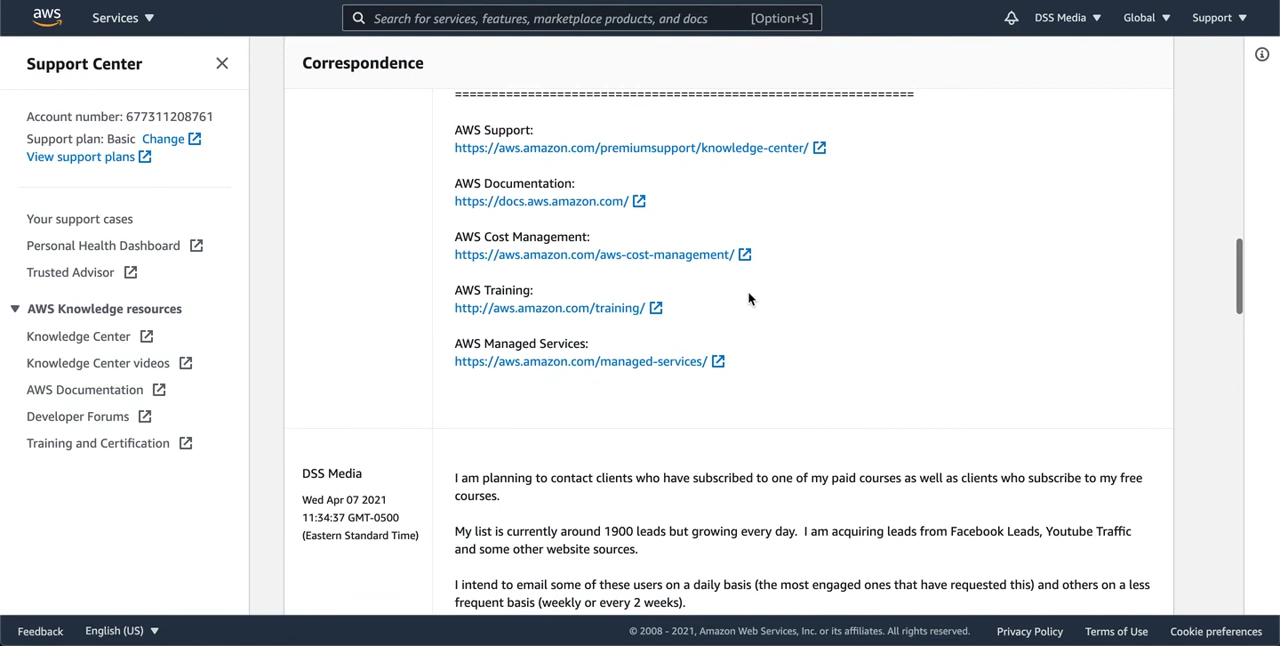 aws
Services
Search for services, features, marketplace products, and docs [Option+S]
DSS Media
Global
Support
Support Center
Account number: 677311208761
Support plan: Basic Change
View support plans
Your support cases
Personal Health Dashboard
Trusted Advisor
AWS Knowledge resources
Knowledge Center
Knowledge Center videos
AWS Documentation
Developer Forums
Training and Certification
Correspondence
===============================================================
AWS Support:
https://aws.amazon.com/premiumsupport/knowledge-center/
AWS Documentation:
https://docs.aws.amazon.com/
AWS Cost Management:
https://aws.amazon.com/aws-cost-management/
AWS Training:
http://aws.amazon.com/training/
AWS Managed Services:
https://aws.amazon.com/managed-services/
DSS Media
Wed Apr 07 2021
11:34:37 GMT-0500
(Eastern Standard Time)
I am planning to contact clients who have subscribed to one of my paid courses as well as clients who subscribe to my free
courses.
My list is currently around 1900 leads but growing every day. I am acquiring leads from Facebook Leads, Youtube Traffic
and some other website sources.
I intend to email some of these users on a daily basis (the most engaged ones that have requested this) and others on a less
frequent basis (weekly or every 2 weeks).
Feedback
English (US)
© 2008 - 2021, Amazon Web Services, Inc. or its affiliates. All rights reserved.
Privacy Policy
Terms of Use
Cookie preferences